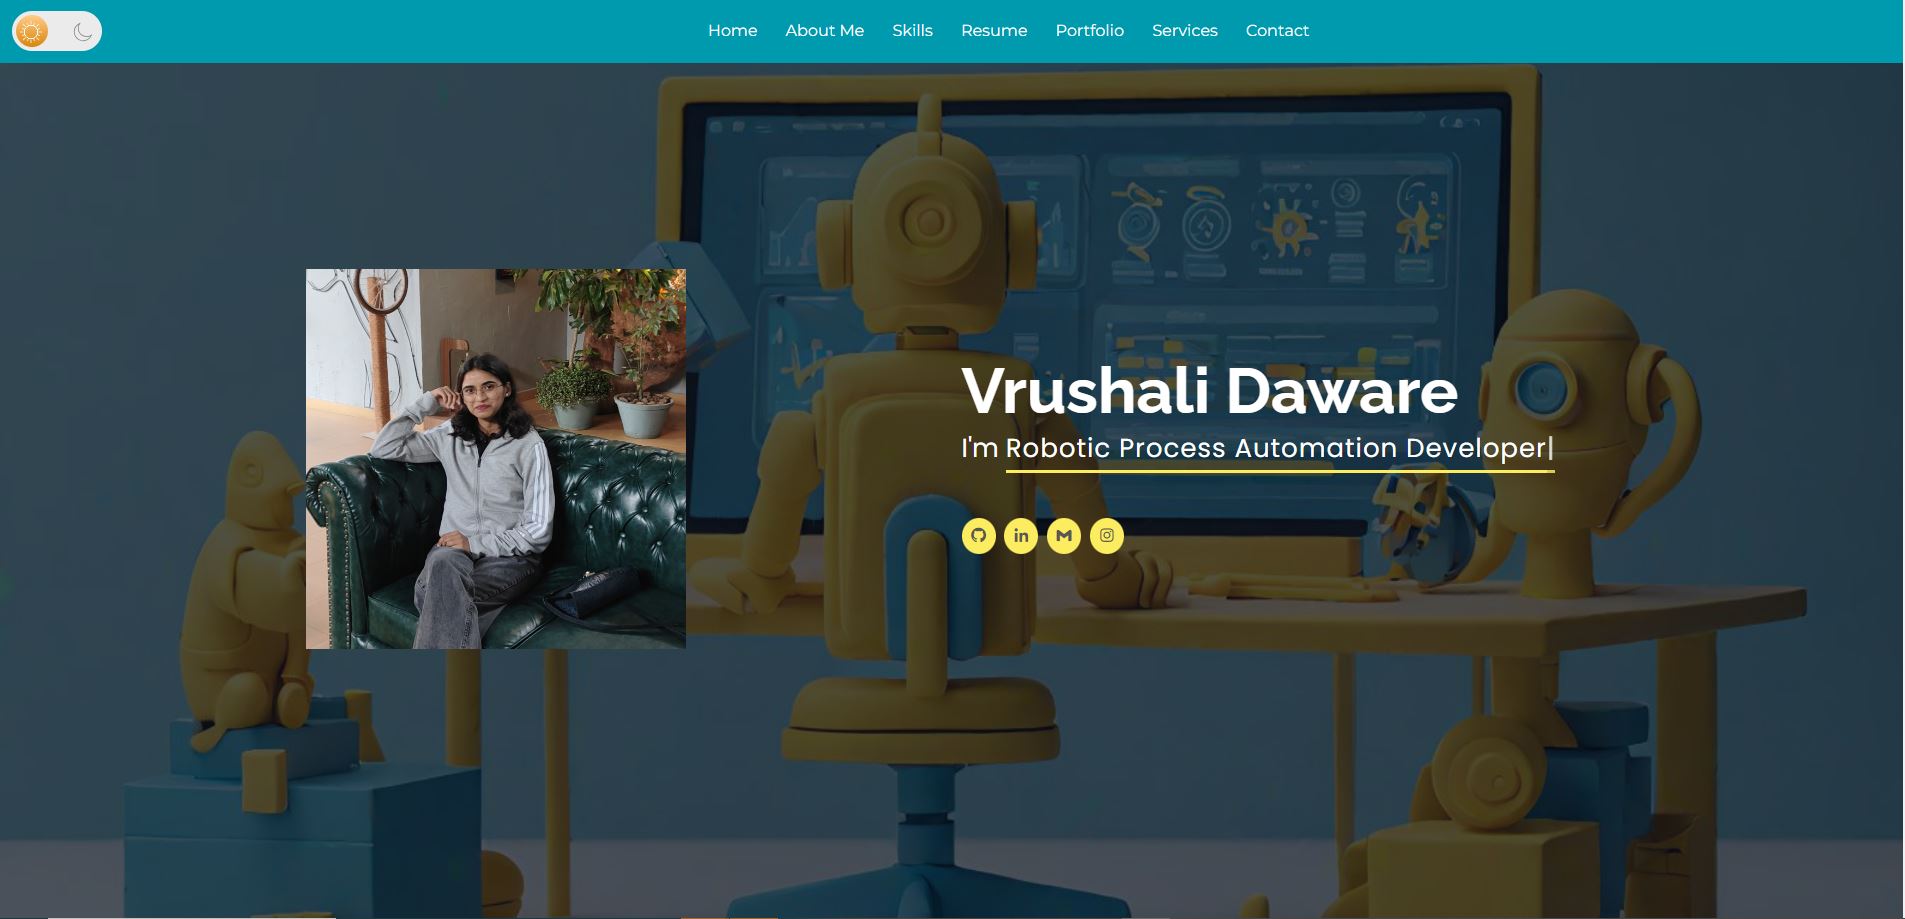 Home About Me Skills Resume Portfolio Services Contact
Vrushali Daware
I'm Robotic Process Automation Developer|